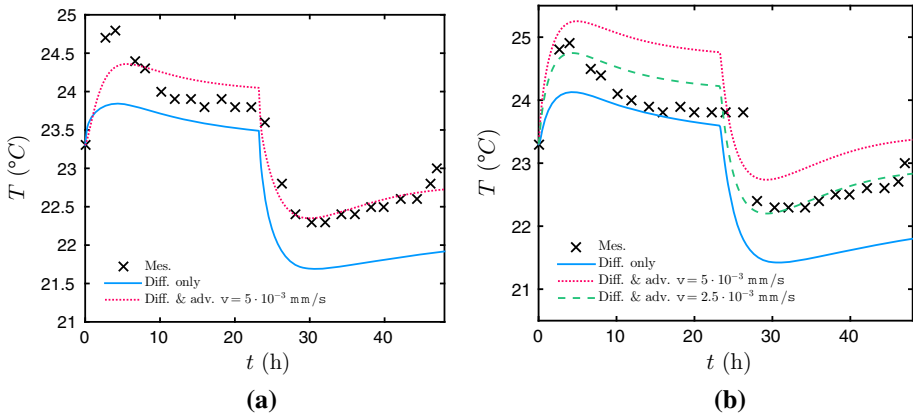 25
24.5
24
23.5
23
22.5
22
21.5
21
T (°C)
0
10
20
30
40
t (h)
Mes.
Diff. only
Diff. & adv. v = 5 · 10⁻³ mm/s
(a)
25
24
23
22
21
T (°C)
0
10
20
30
40
t (h)
Mes.
Diff. only
Diff. & adv. v = 5 · 10⁻³ mm/s
Diff. & adv. v = 2.5 · 10⁻³ mm/s
(b)